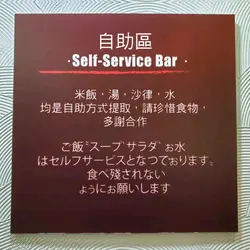 自助區
·Self-Service Bar·
米飯，湯，沙律，水
均是自助方式提取，請珍惜食物，
多謝合作
ご飯"スープ"サラダ〟お水
はセルフサービスとなつております。
食べ残されない
ようにお願いします